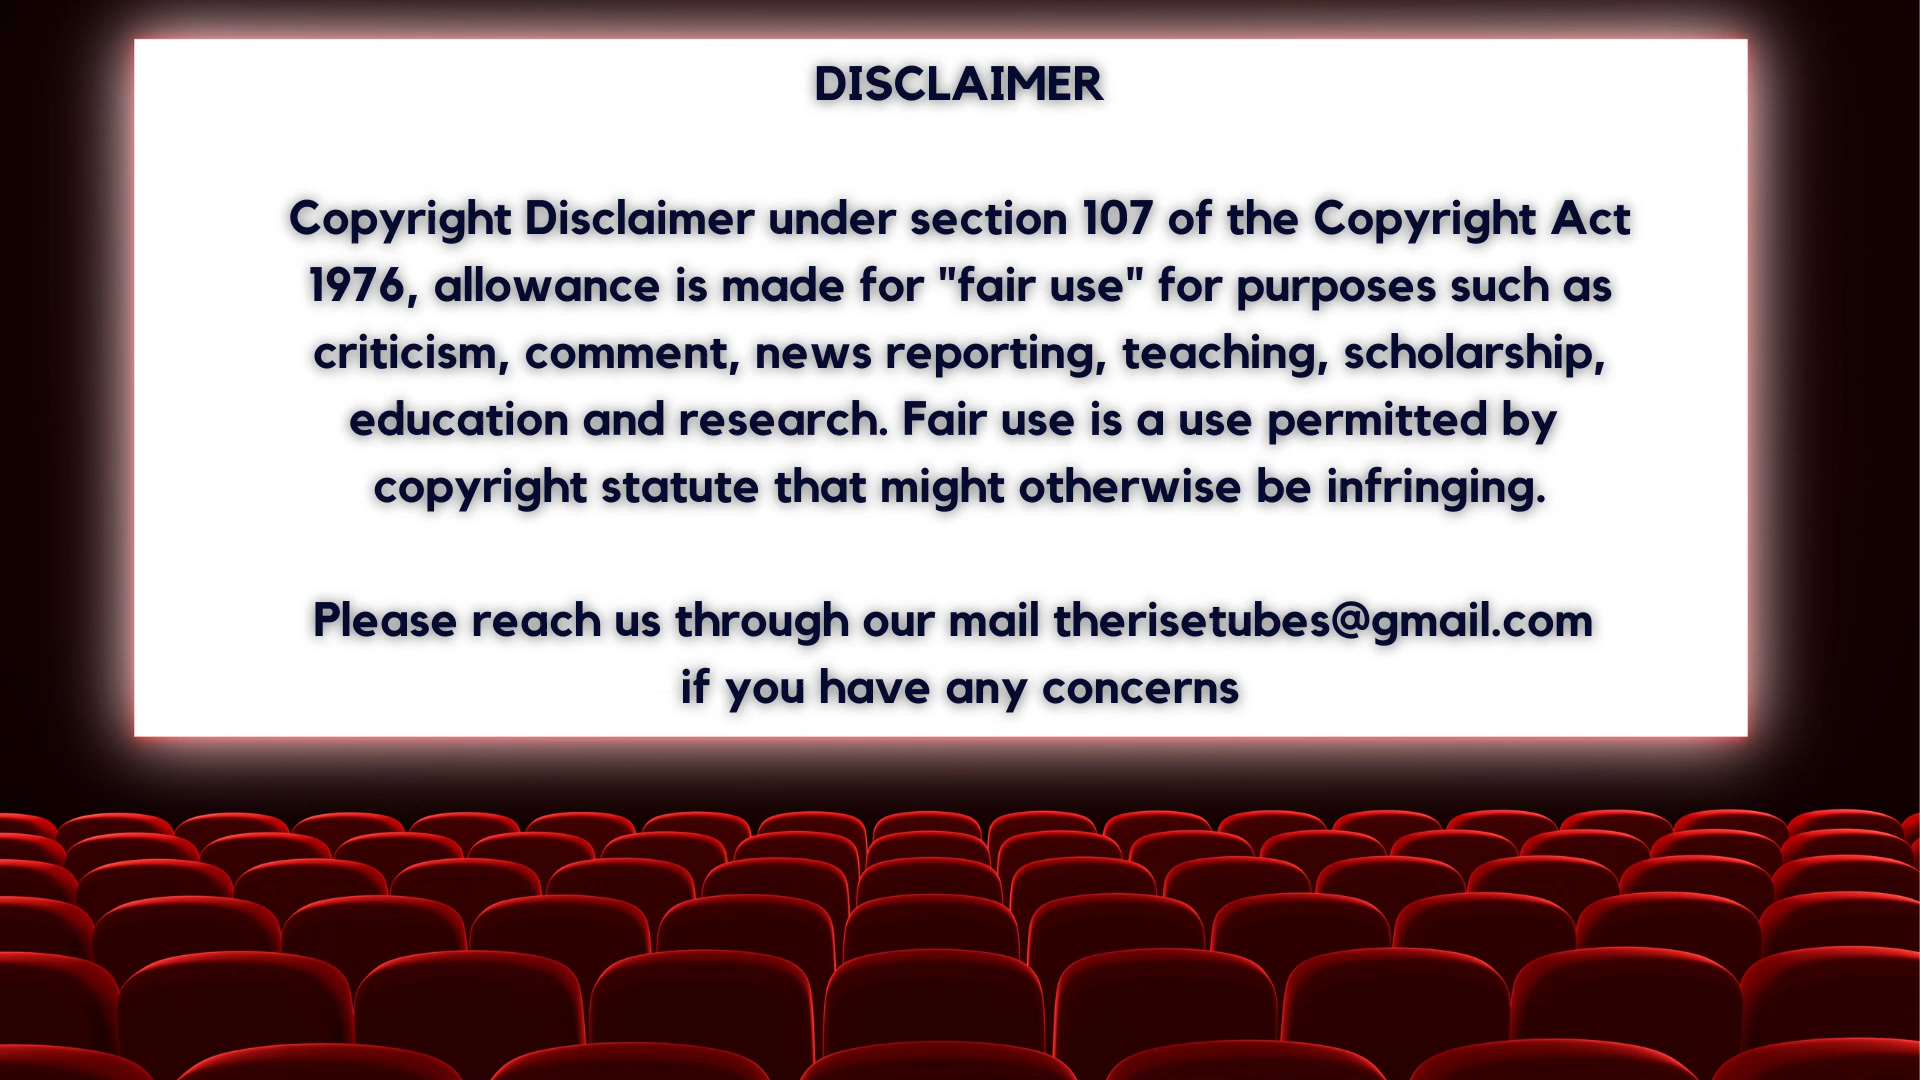 DISCLAIMER
Copyright Disclaimer under section 107 of the Copyright Act
1976, allowance is made for "fair use" for purposes such as
criticism, comment, news reporting, teaching, scholarship,
education and research. Fair use is a use permitted by
copyright statute that might otherwise be infringing.
Please reach us through our mail therisetubes@gmail.com
if you have any concerns